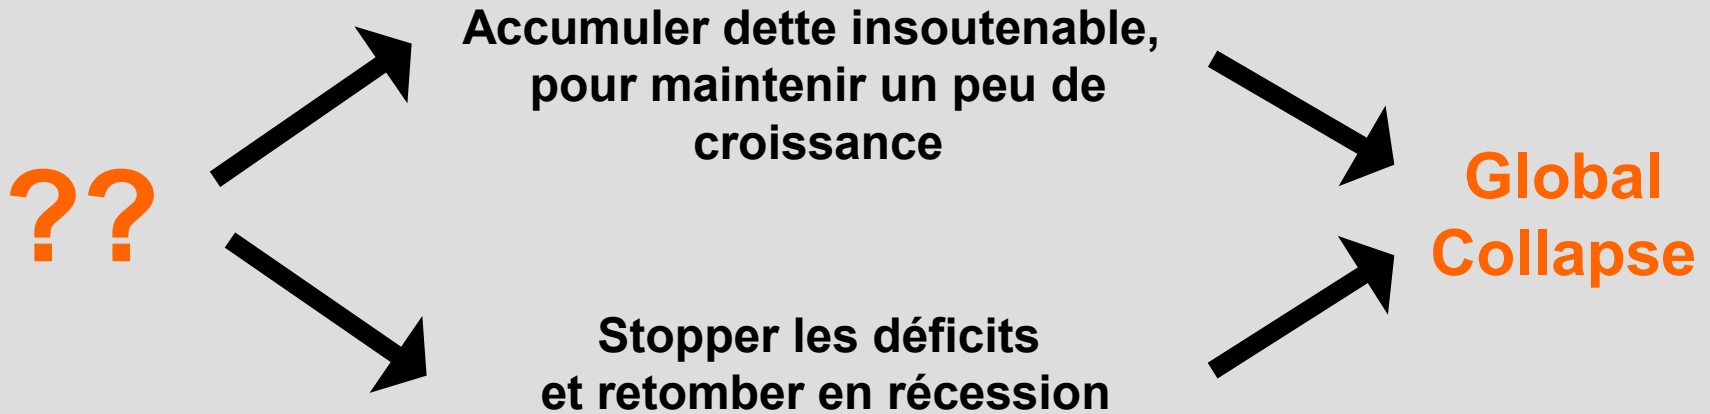 Accumuler dette insoutenable,
pour maintenir un peu de
croissance
??
Global
Collapse
Stopper les déficits
et retomber en récession